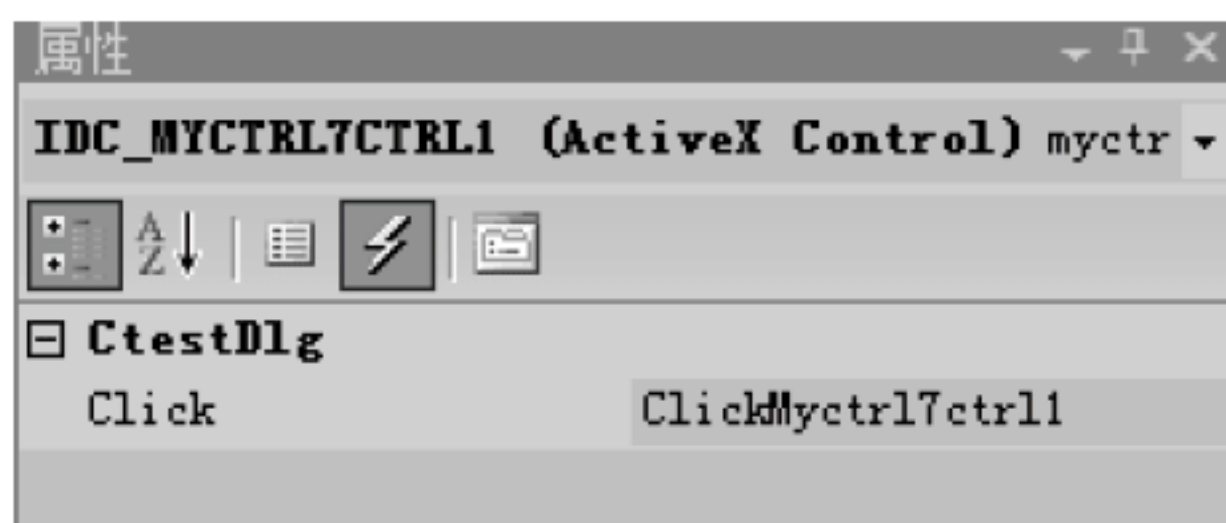 属性
IDC_MYCTRL7CTRL1 (ActiveX Control) myctr
CtestDlg
Click ClickMyctrl7ctrl1